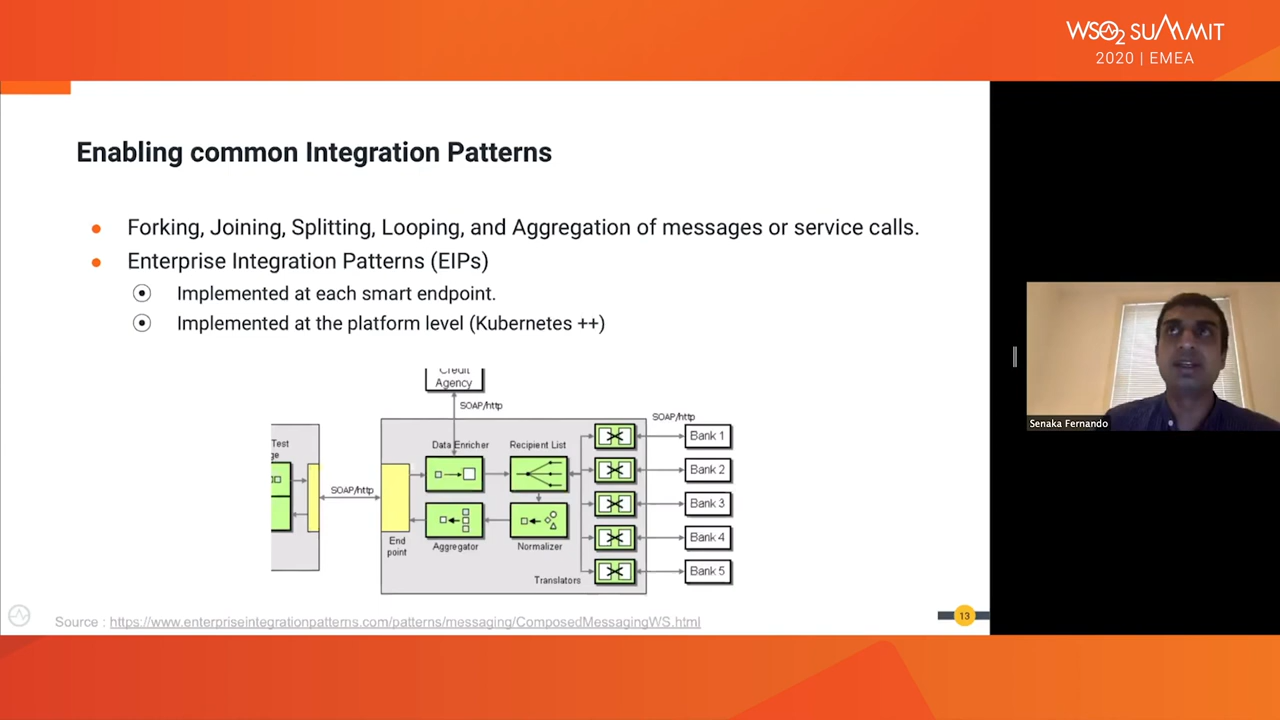 WSO2 SUMMIT
2020 | EMEA
Enabling common Integration Patterns
Forking, Joining, Splitting, Looping, and Aggregation of messages or service calls.
Enterprise Integration Patterns (EIPs)
Implemented at each smart endpoint.
Implemented at the platform level (Kubernetes ++)
Credit
Agency
SOAP/http
SOAP/http
Test
ge
Data Enricher
Recipient List
Bank 1
Bank 2
SOAP/http
Bank 3
End
point
Aggregator
Normalizer
Bank 4
Translators
Bank 5
Senaka Fernando
Source : https://www.enterpriseintegrationpatterns.com/patterns/messaging/ComposedMessagingWS.html
13